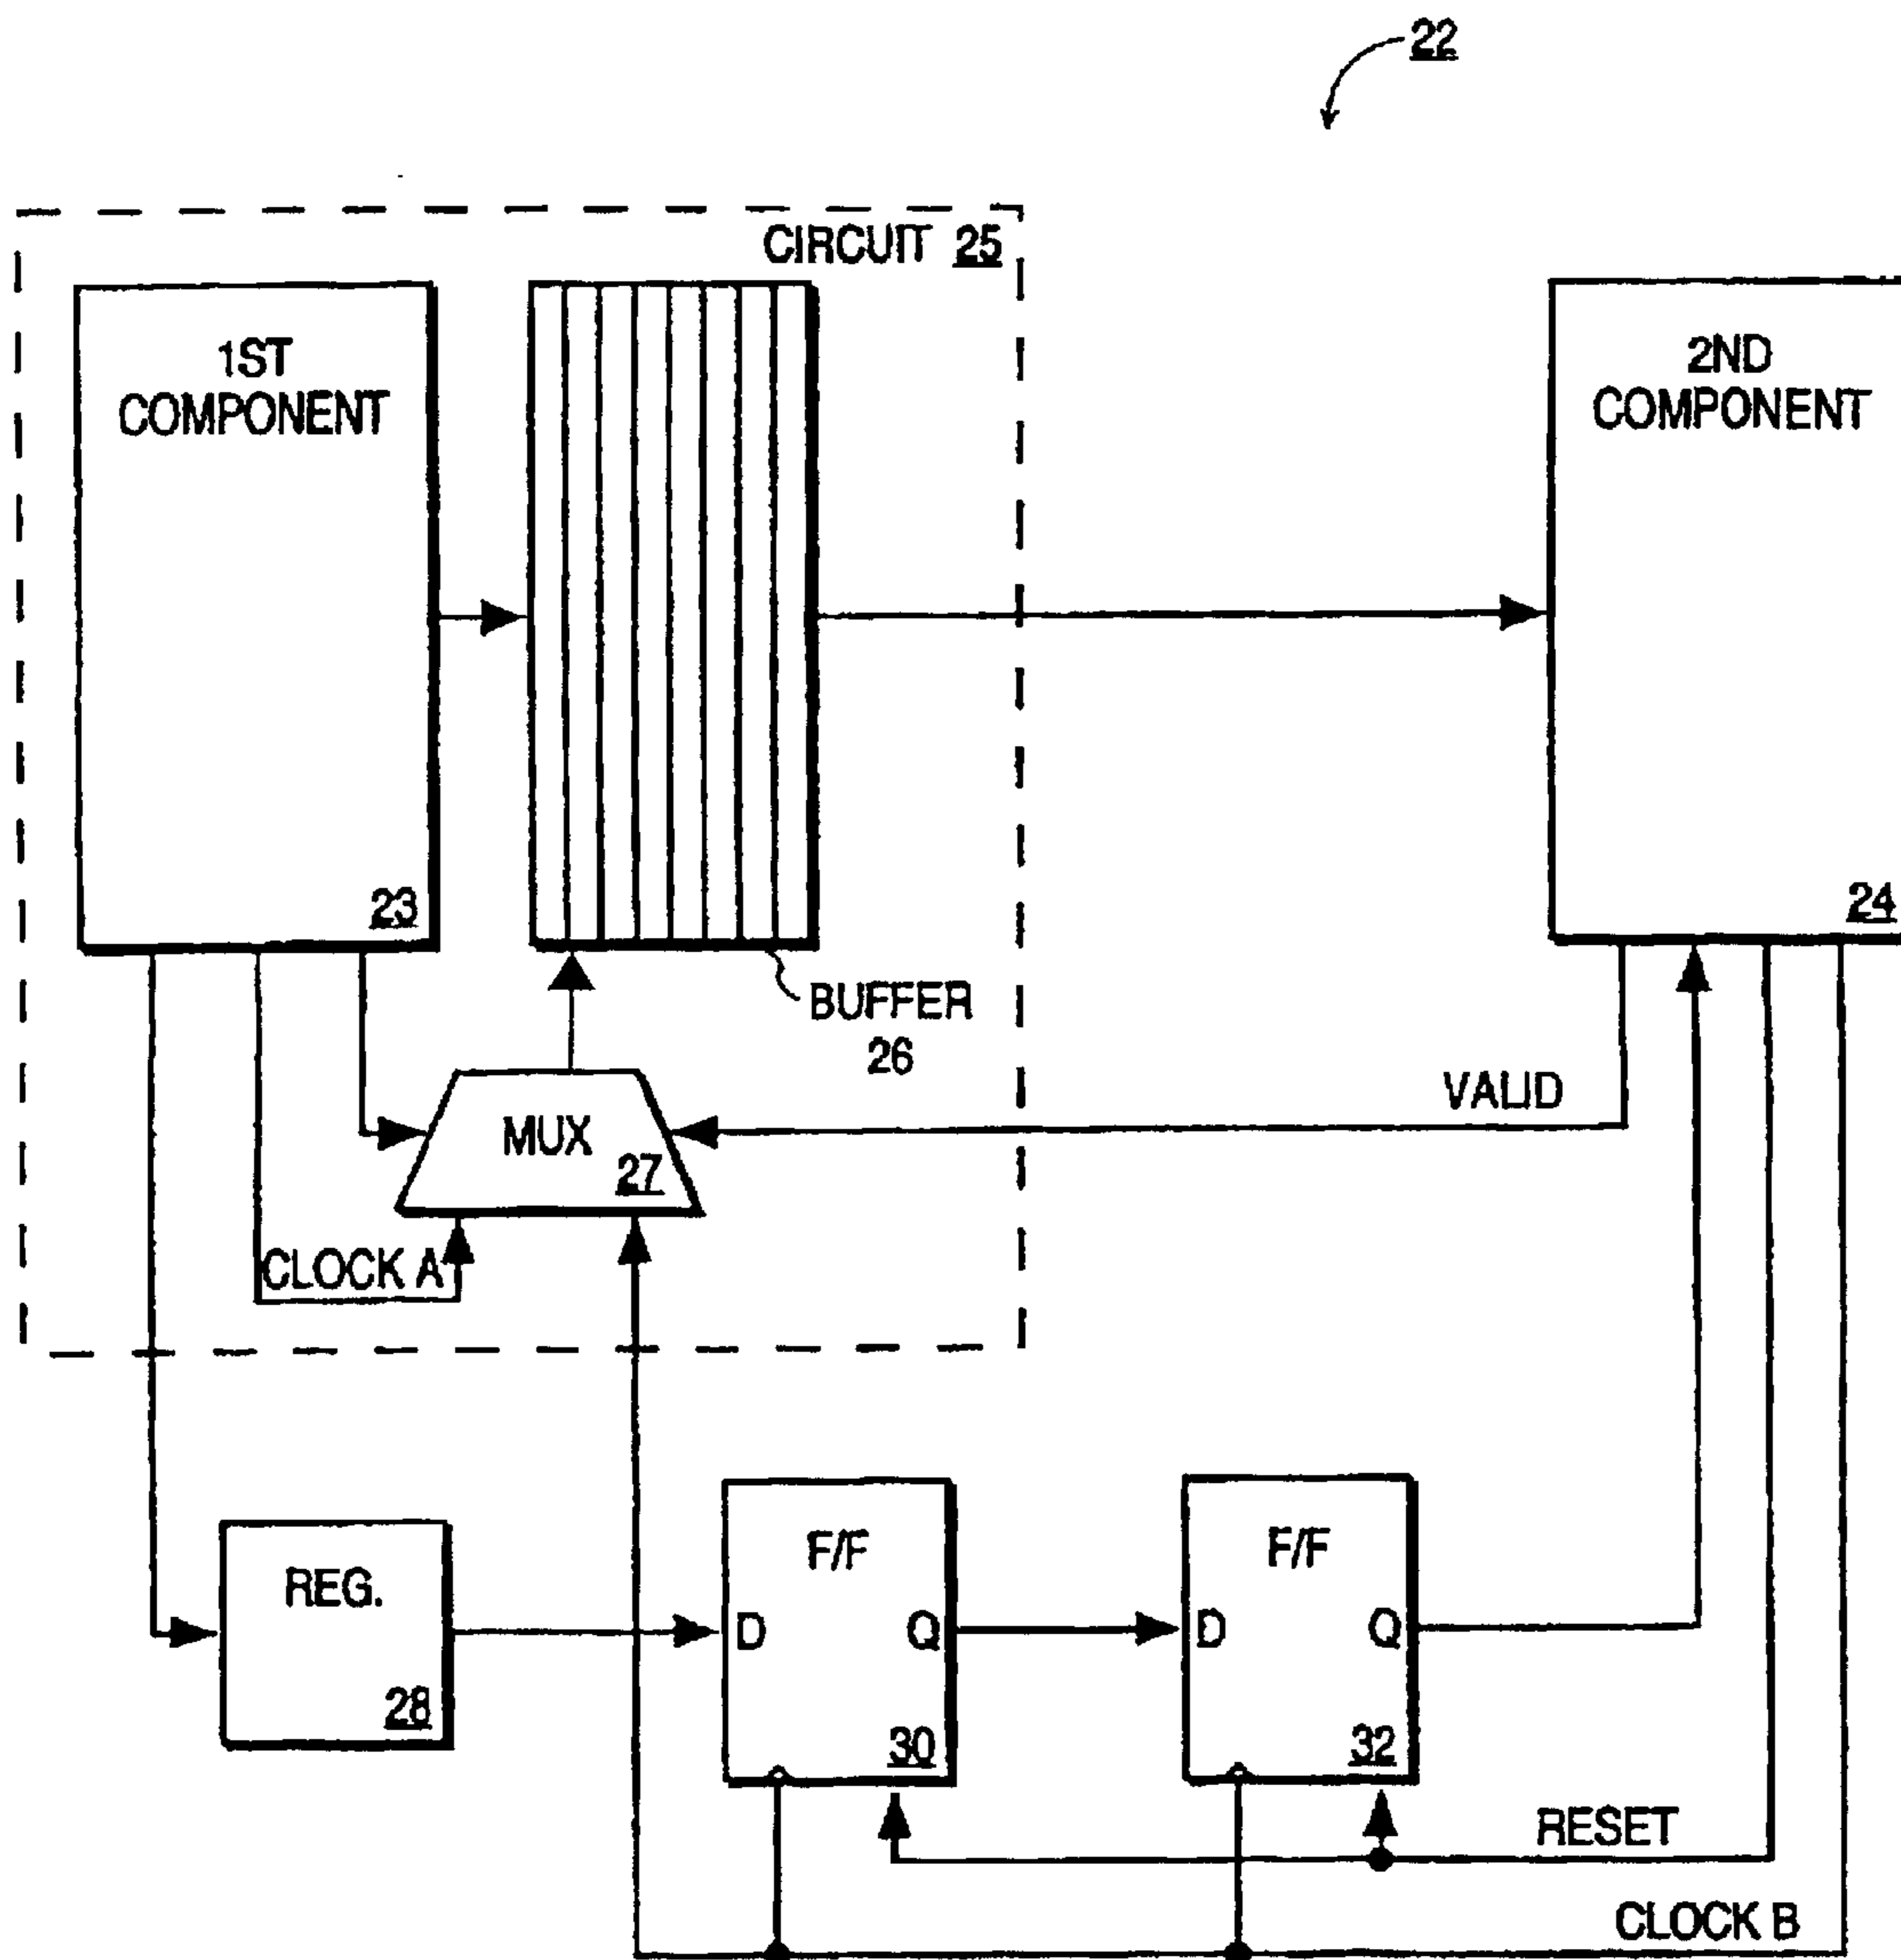 22
CIRCUIT 25
1ST
COMPONENT
23
2ND
COMPONENT
24
BUFFER
26
VALID
MUX
27
CLOCK A
REG.
28
F/F
D Q
30
F/F
D Q
32
RESET
CLOCK B